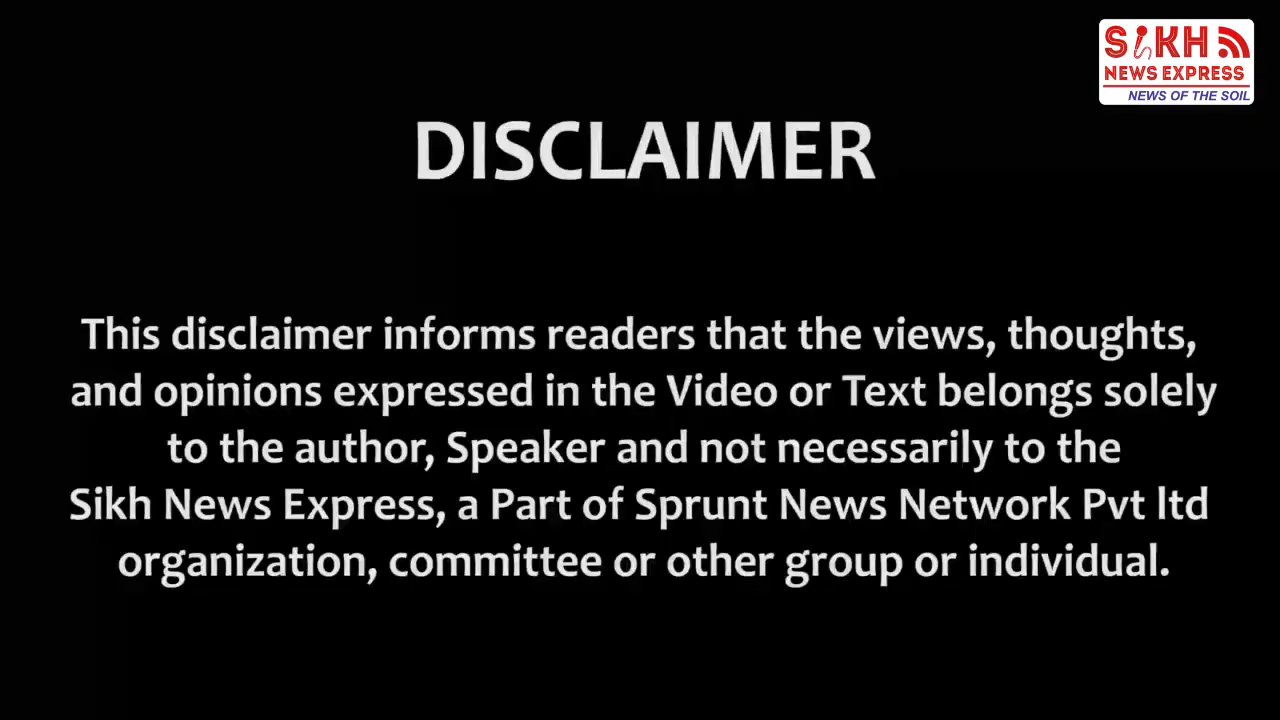 SIKH
NEWS EXPRESS
NEWS OF THE SOIL
DISCLAIMER
This disclaimer informs readers that the views, thoughts,
and opinions expressed in the Video or Text belongs solely
to the author, Speaker and not necessarily to the
Sikh News Express, a Part of Sprunt News Network Pvt ltd
organization, committee or other group or individual.